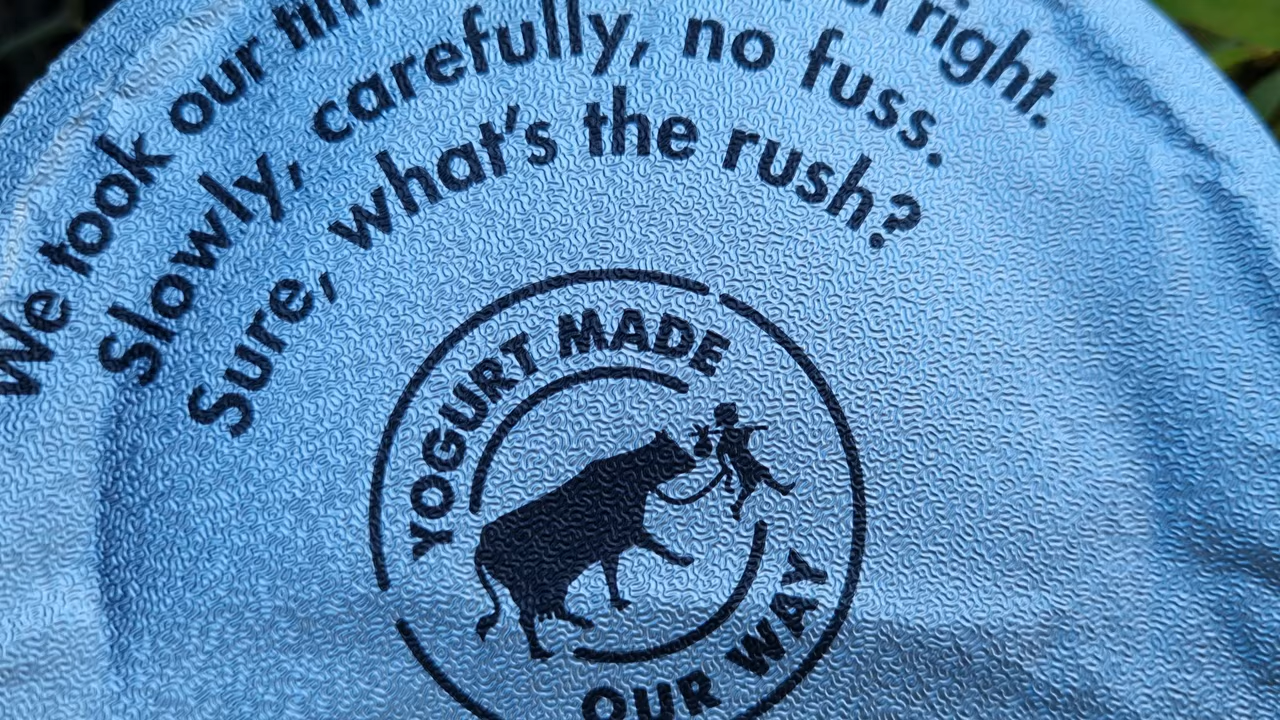 We took our
right.
Slowly, carefully, no fuss.
Sure, what's the rush?
YOGURT MADE
OUR WAY